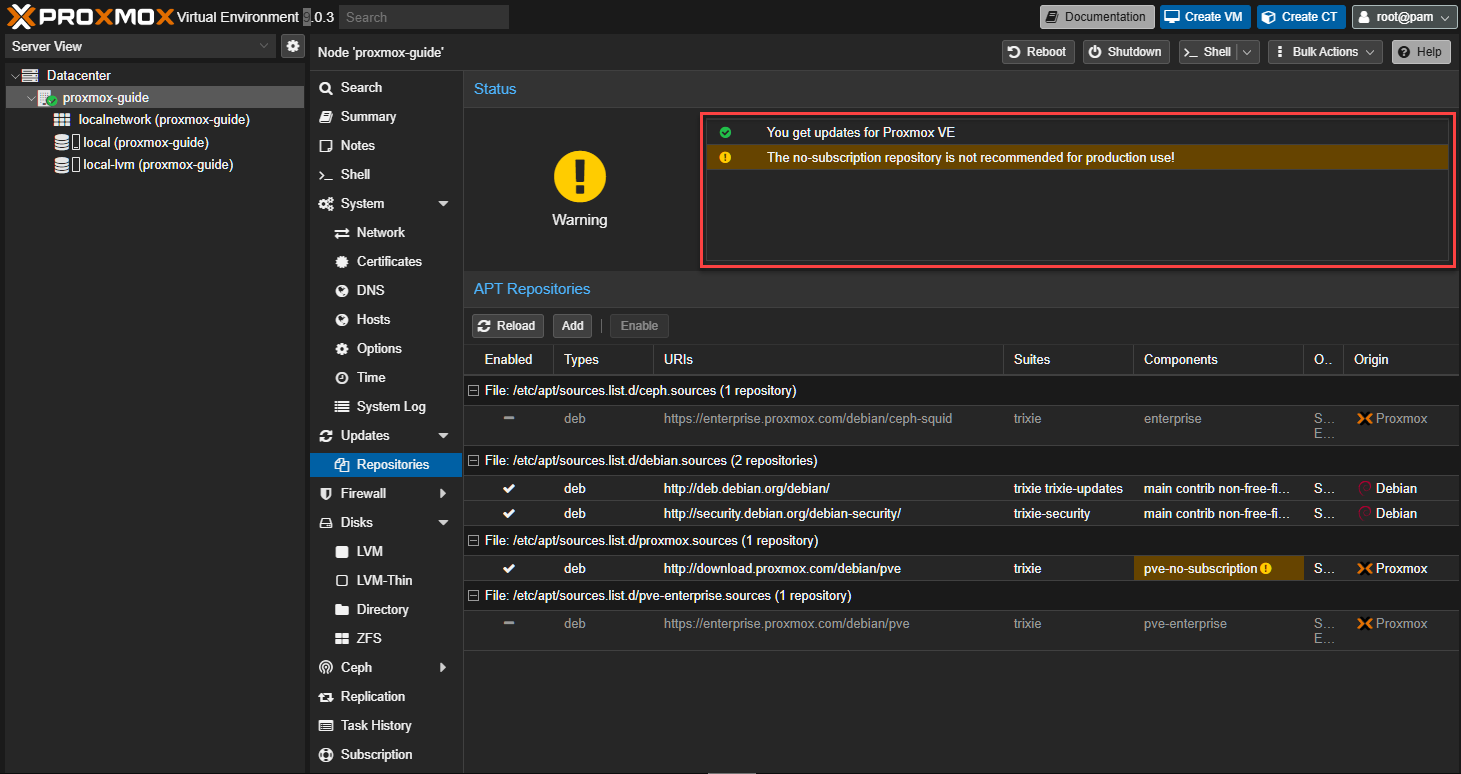 PROXMOX Virtual Environment 9.0.3 Search Documentation Create VM Create CT root@pam
Server View
Node 'proxmox-guide' Reboot Shutdown Shell Bulk Actions Help
Datacenter
proxmox-guide
localnetwork (proxmox-guide)
local (proxmox-guide)
local-lvm (proxmox-guide)
Search
Summary
Notes
Shell
System
Network
Certificates
DNS
Hosts
Options
Time
System Log
Updates
Repositories
Firewall
Disks
LVM
LVM-Thin
Directory
ZFS
Ceph
Replication
Task History
Subscription
Status
Warning
You get updates for Proxmox VE
The no-subscription repository is not recommended for production use!
APT Repositories
Reload Add Enable
Enabled Types URIs Suites Components O.. Origin
File: /etc/apt/sources.list.d/ceph.sources (1 repository)
deb https://enterprise.proxmox.com/debian/ceph-squid trixie enterprise S... Proxmox
E...
File: /etc/apt/sources.list.d/debian.sources (2 repositories)
deb http://deb.debian.org/debian/ trixie trixie-updates main contrib non-free-fi... S... Debian
deb http://security.debian.org/debian-security/ trixie-security main contrib non-free-fi... S... Debian
File: /etc/apt/sources.list.d/proxmox.sources (1 repository)
deb http://download.proxmox.com/debian/pve trixie pve-no-subscription S... Proxmox
File: /etc/apt/sources.list.d/pve-enterprise.sources (1 repository)
deb https://enterprise.proxmox.com/debian/pve trixie pve-enterprise S... Proxmox
E...